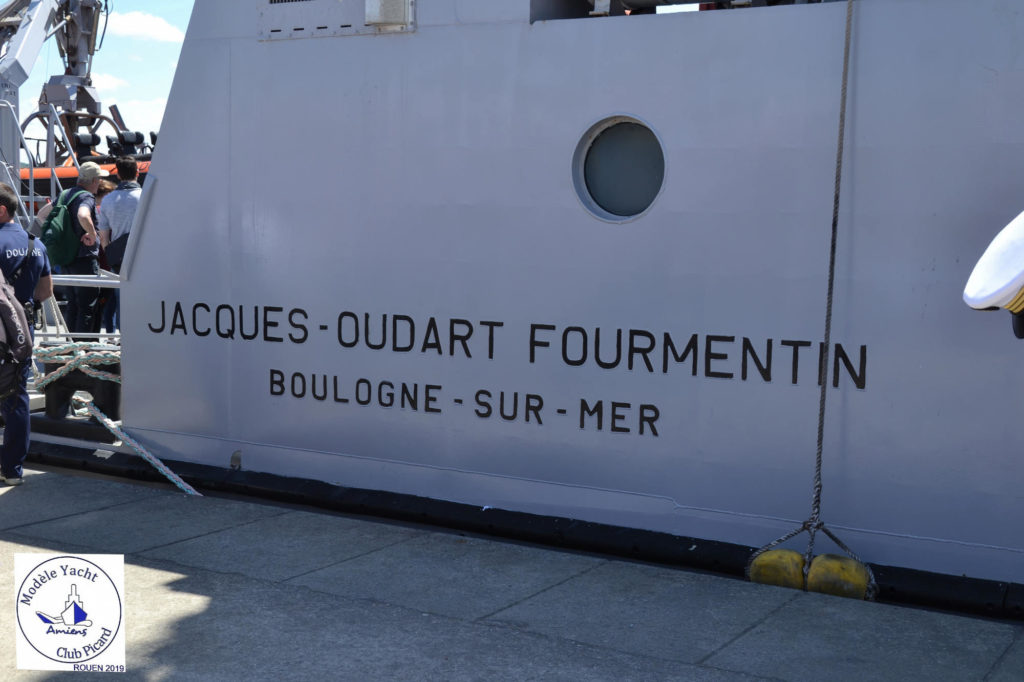 DOUANE
JACQUES - OUDART FOURMENTIN
BOULOGNE - SUR - MER
Modèle Yacht
Amiens
Club Picard
ROUEN 2019